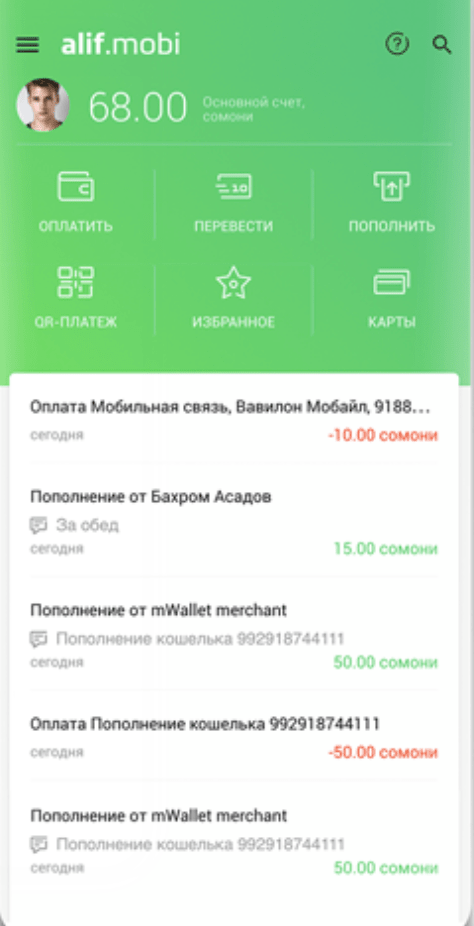 alif.mobi
68.00 Основной счет,
сомони
ОПЛАТИТЬ ПЕРЕВЕСТИ ПОПОЛНИТЬ
10
QR-ПЛАТЕЖ ИЗБРАННОЕ КАРТЫ
Оплата Мобильная связь, Вавилон Мобайл, 9188...
сегодня -10.00 сомони
Пополнение от Бахром Асадов
За обед
сегодня 15.00 сомони
Пополнение от mWallet merchant
Пополнение кошелька 992918744111
сегодня 50.00 сомони
Оплата Пополнение кошелька 992918744111
сегодня -50.00 сомони
Пополнение от mWallet merchant
Пополнение кошелька 992918744111
сегодня 50.00 сомони